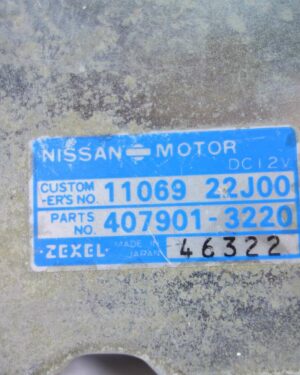 NISSAN MOTOR
DC12V
CUSTOM -ER'S NO. 11069 22J00
PARTS NO. 407901-3220
·ZEXEL· MADE IN JAPAN 46322